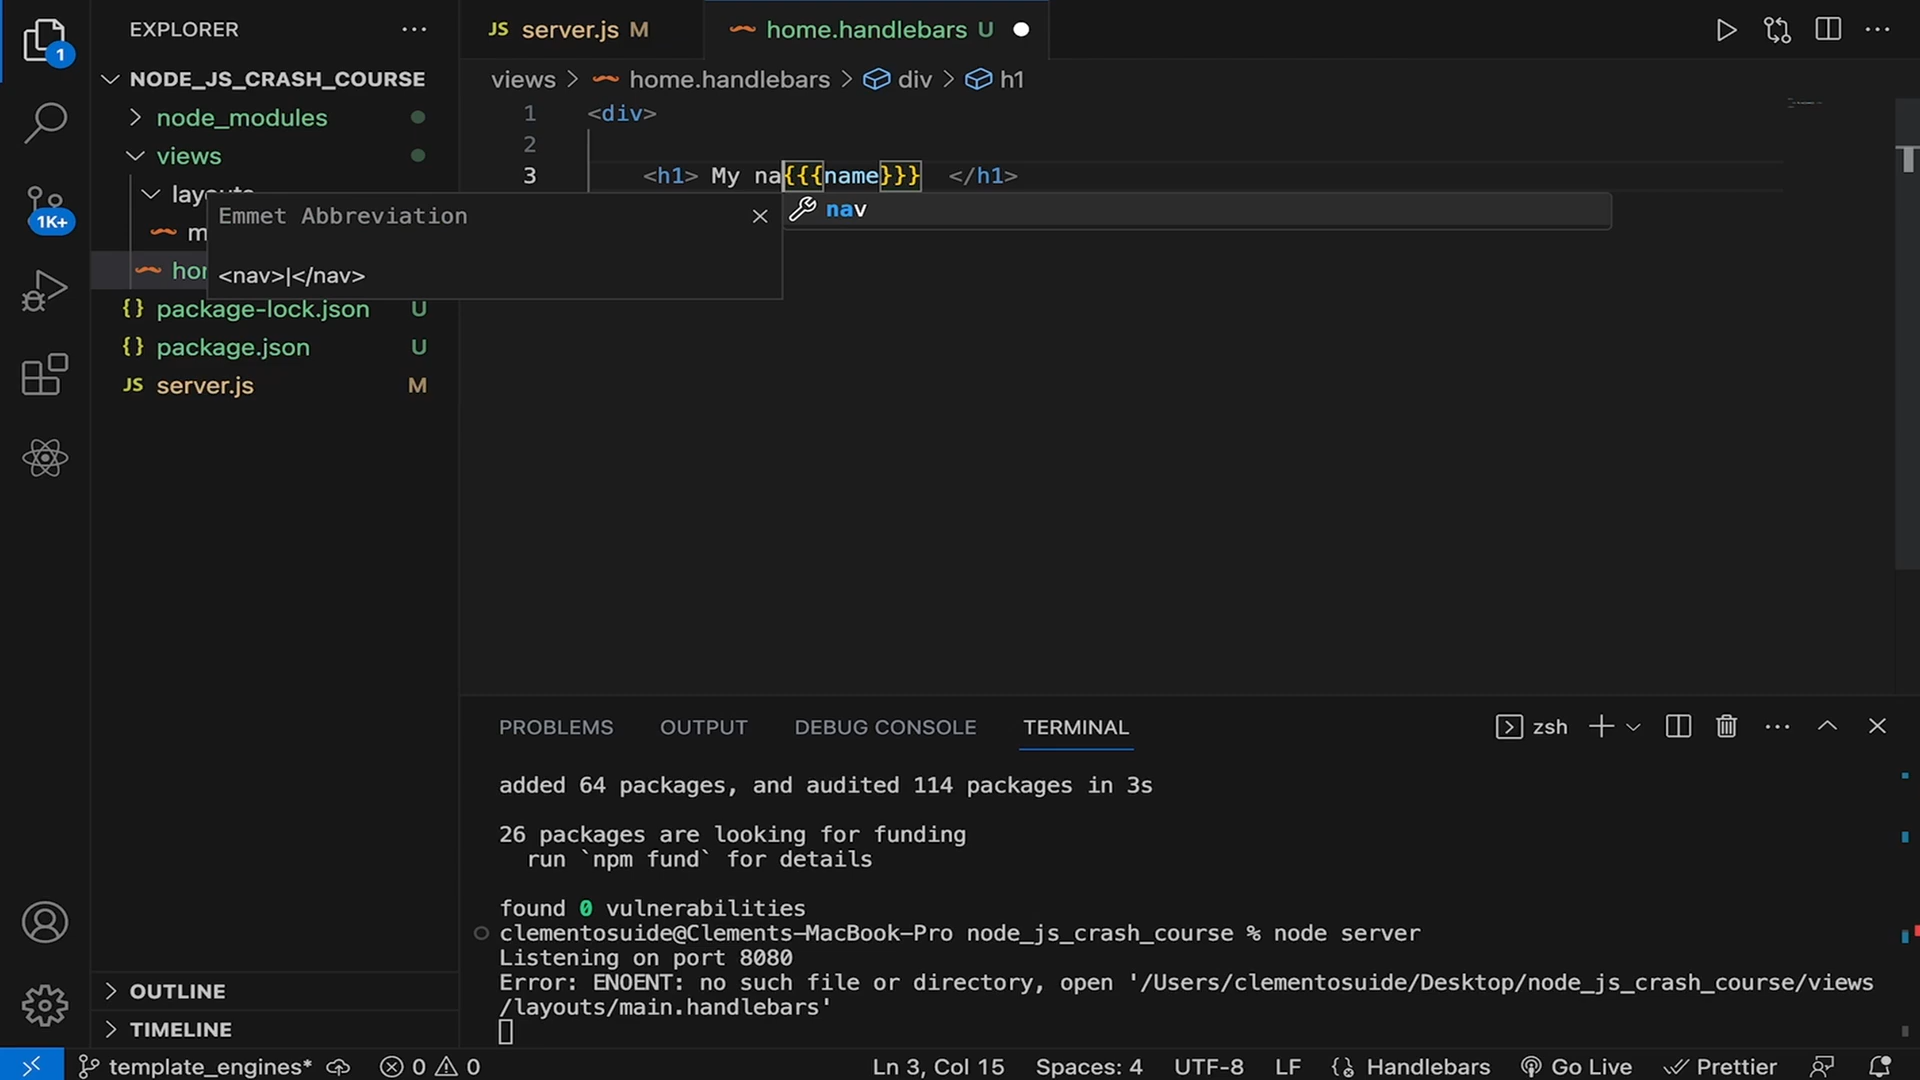 EXPLORER
1
NODE_JS_CRASH_COURSE
node_modules
views
layouts
m
hom
package-lock.json U
package.json U
JS server.js M
1K+
OUTLINE
TIMELINE
JS server.js M
home.handlebars U
views > home.handlebars > div > h1
1 <div>
2
3 <h1> My na{{{name}}} </h1>
Emmet Abbreviation
<nav>|</nav>
nav
PROBLEMS OUTPUT DEBUG CONSOLE TERMINAL
zsh
added 64 packages, and audited 114 packages in 3s
26 packages are looking for funding
run `npm fund` for details
found 0 vulnerabilities
clementosuide@Clements-MacBook-Pro node_js_crash_course % node server
Listening on port 8080
Error: ENOENT: no such file or directory, open '/Users/clementosuide/Desktop/node_js_crash_course/views
/layouts/main.handlebars'
template_engines* 0 0 Ln 3, Col 15 Spaces: 4 UTF-8 LF Handlebars Go Live Prettier